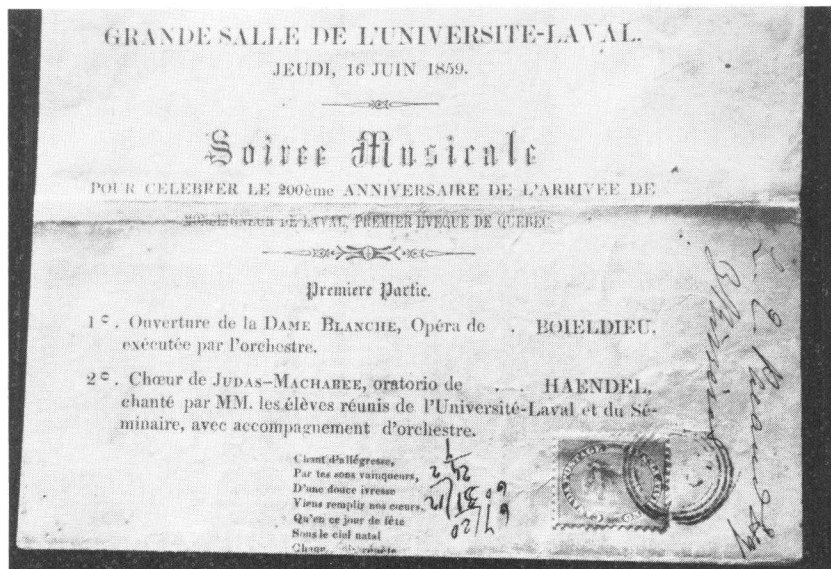 GRANDE SALLE DE L'UNIVERSITE-LAVAL.
JEUDI, 16 JUIN 1859.
Soiree Musicale
POUR CELEBRER LE 200ème ANNIVERSAIRE DE L'ARRIVEE DE
MONSEIGNEUR DE LAVAL, PREMIER EVEQUE DE QUEBEC.
Premiere Partie.
1°. Ouverture de la DAME BLANCHE, Opéra de . BOIELDIEU,
exécutée par l'orchestre.
2°. Chœur de JUDAS-MACHABEE, oratorio de . . HAENDEL,
chanté par MM. les élèves réunis de l'Université-Laval et du Sé-
minaire, avec accompagnement d'orchestre.
Chant d'allégresse,
Par tes sons vainqueurs,
D'une douce ivresse
Viens remplir nos cœurs,
Qu'en ce jour de fête
Sous le ciel natal